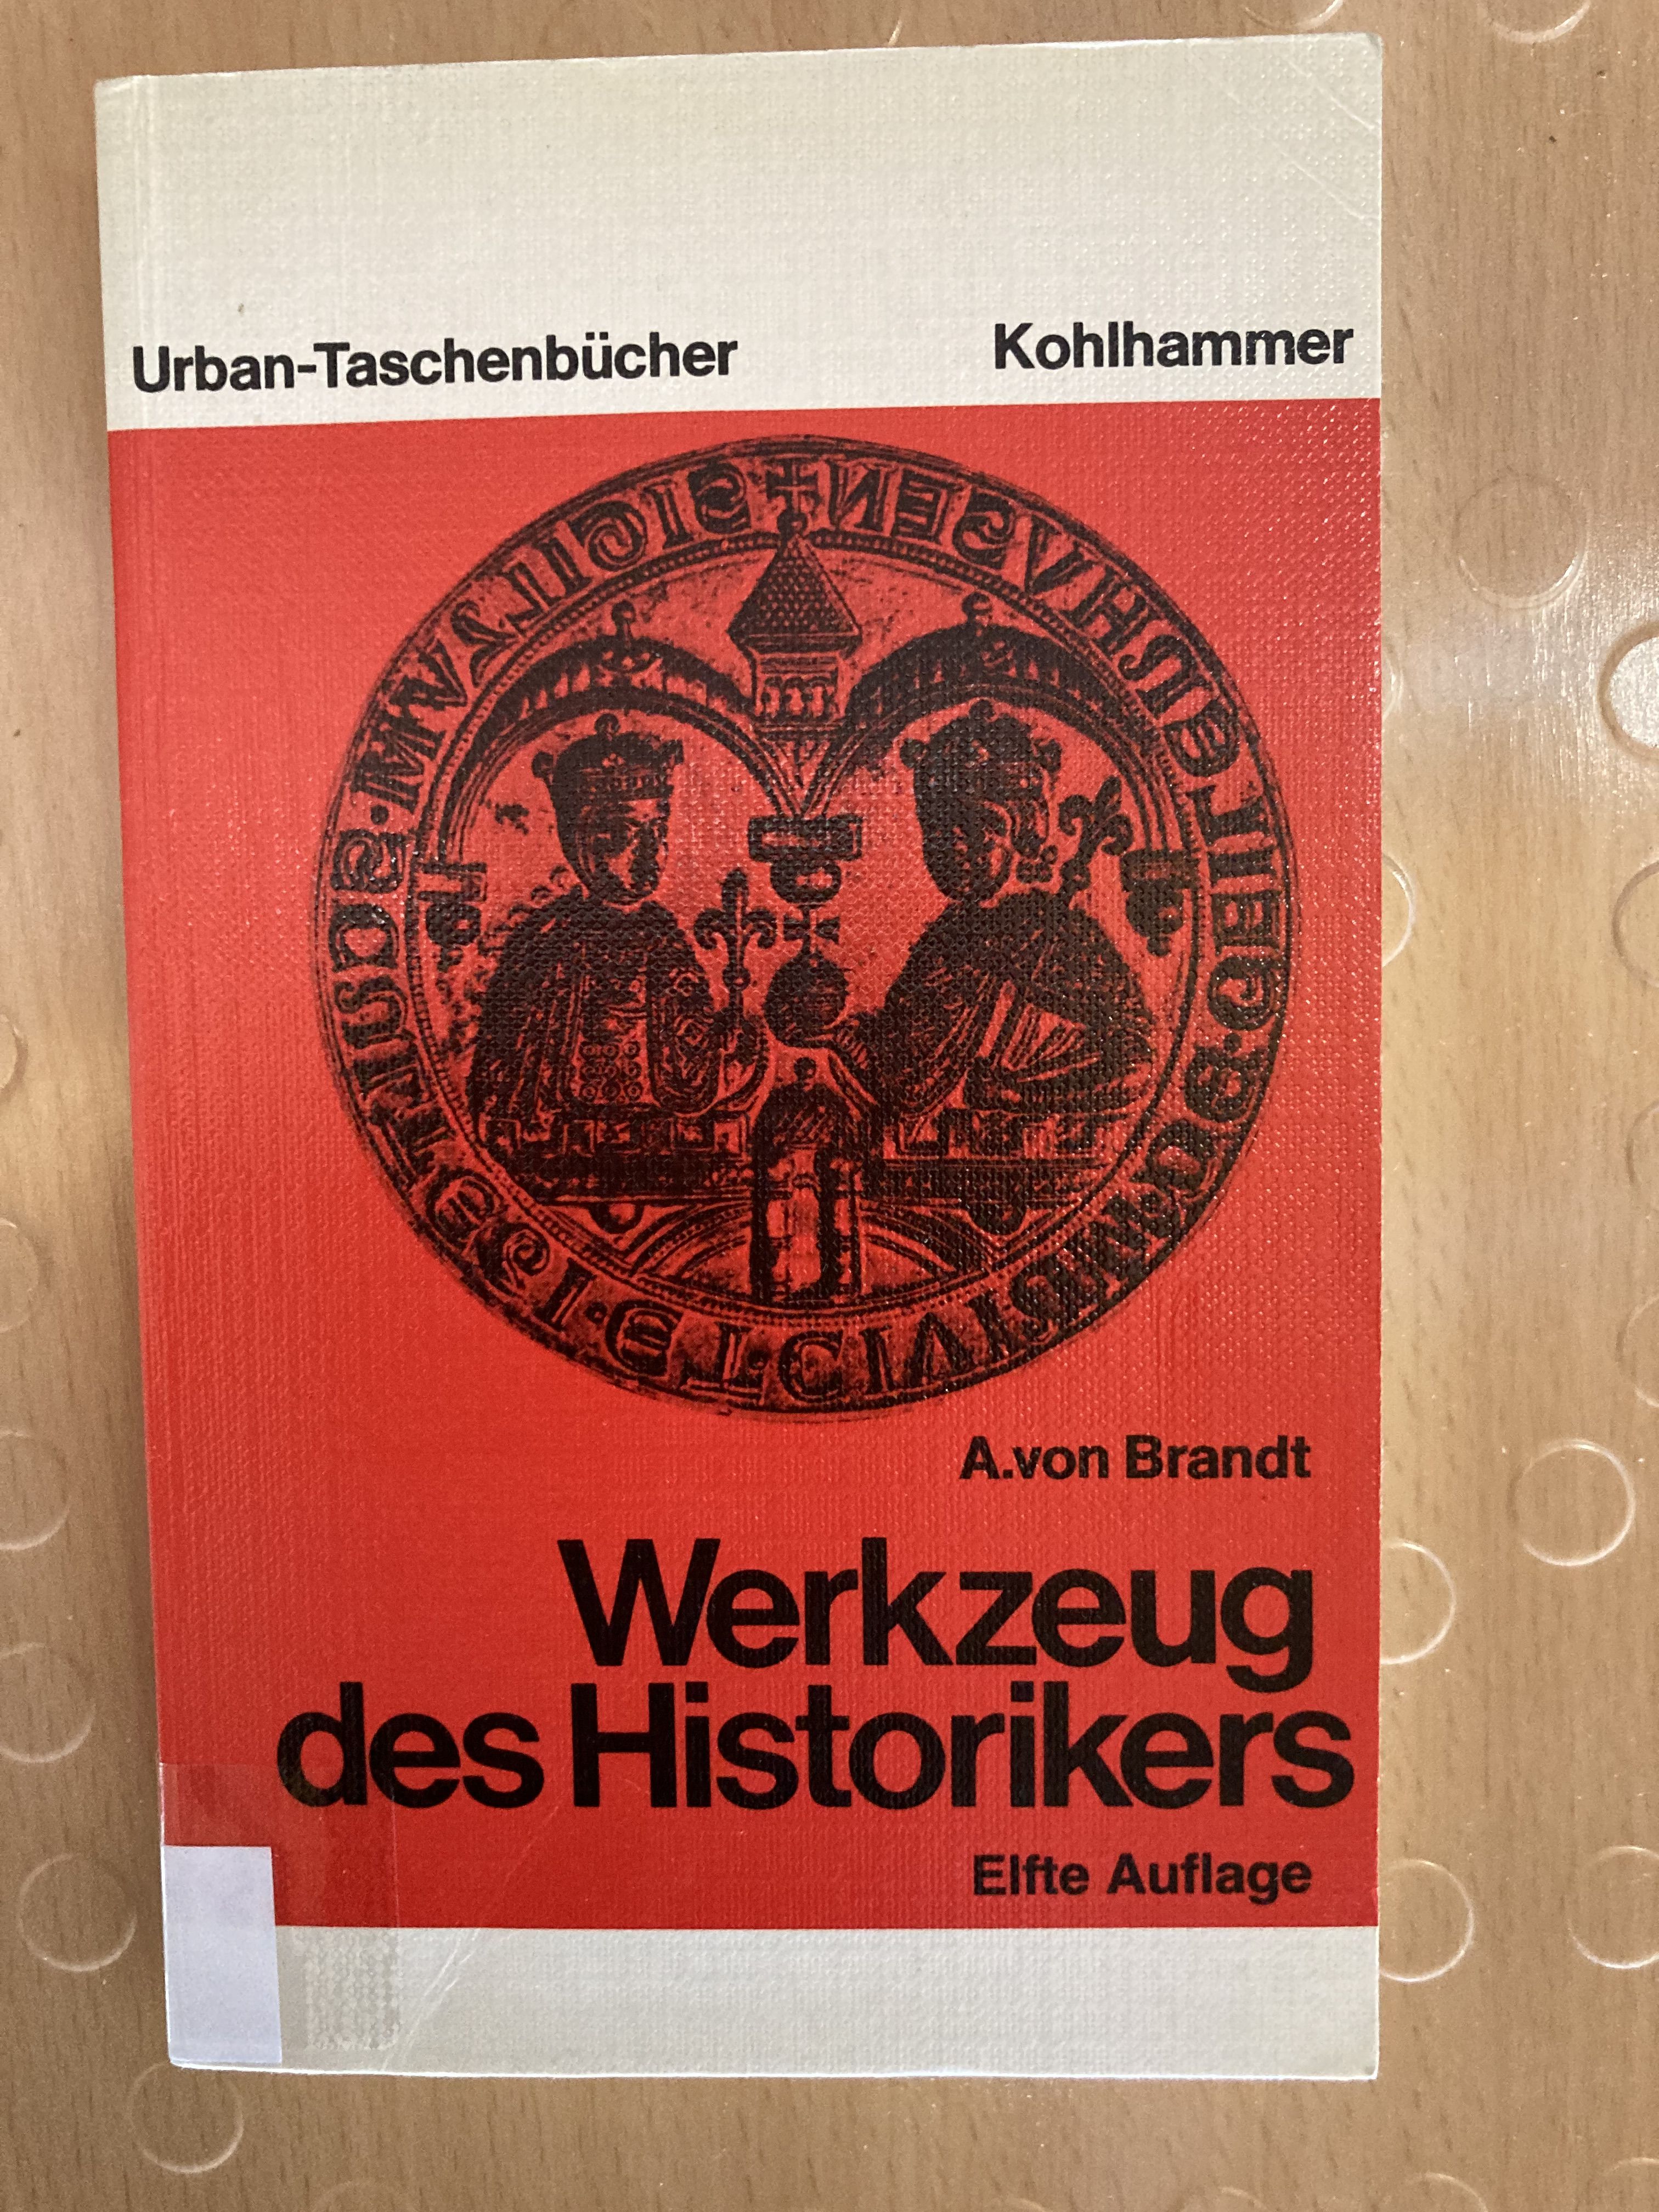 Urban-Taschenbücher Kohlhammer
A.von Brandt
Werkzeug
des Historikers
Elfte Auflage